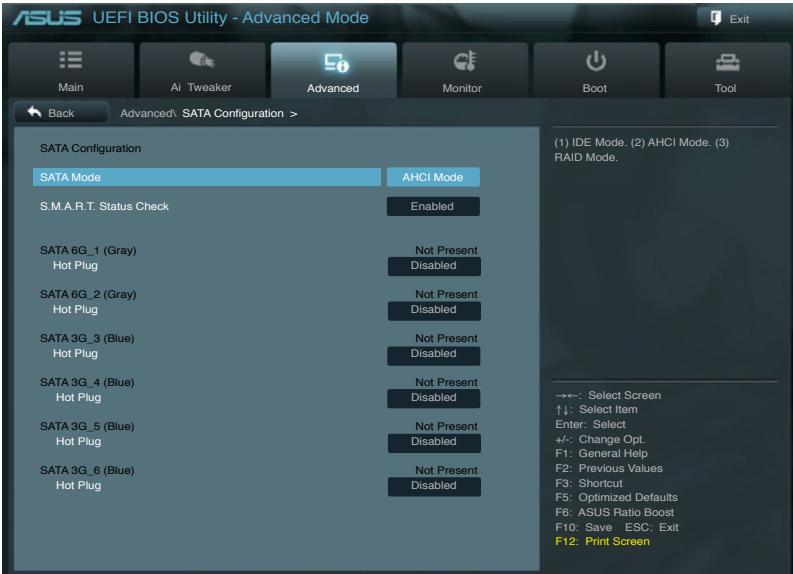 ASUS UEFI BIOS Utility - Advanced Mode
Exit
Main
Ai Tweaker
Advanced
Monitor
Boot
Tool
Back
Advanced\ SATA Configuration >
SATA Configuration
SATA Mode AHCI Mode
S.M.A.R.T. Status Check Enabled
SATA 6G_1 (Gray) Not Present
Hot Plug Disabled
SATA 6G_2 (Gray) Not Present
Hot Plug Disabled
SATA 3G_3 (Blue) Not Present
Hot Plug Disabled
SATA 3G_4 (Blue) Not Present
Hot Plug Disabled
SATA 3G_5 (Blue) Not Present
Hot Plug Disabled
SATA 3G_6 (Blue) Not Present
Hot Plug Disabled
(1) IDE Mode. (2) AHCI Mode. (3)
RAID Mode.
→←: Select Screen
↑↓: Select Item
Enter: Select
+/-: Change Opt.
F1: General Help
F2: Previous Values
F3: Shortcut
F5: Optimized Defaults
F6: ASUS Ratio Boost
F10: Save ESC: Exit
F12: Print Screen